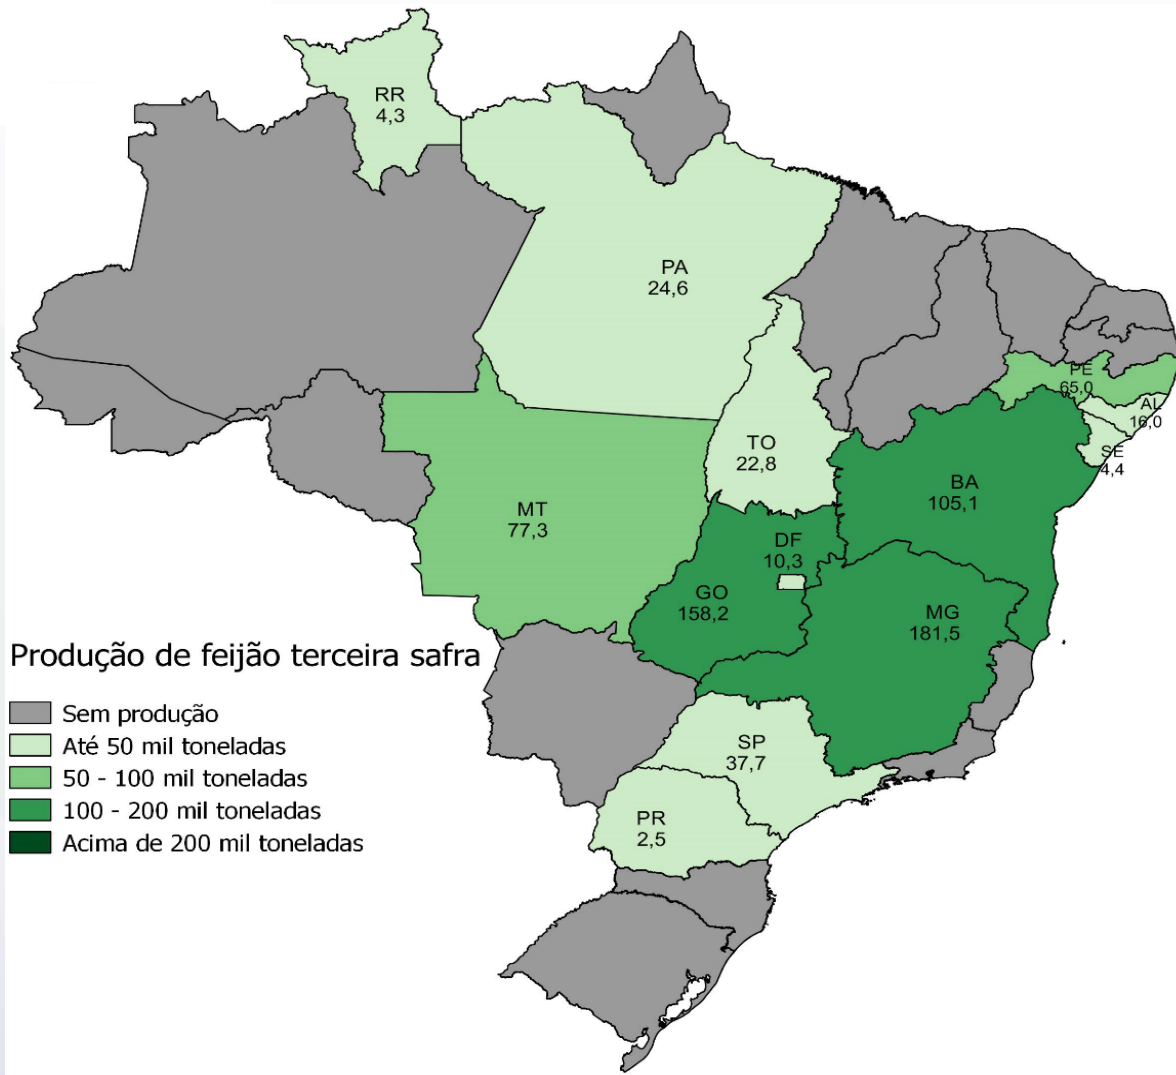 RR
4,3
PA
24,6
PE
65,0
AL
16,0
TO
22,8
SE
4,4
BA
105,1
MT
77,3
DF
10,3
GO
158,2
MG
181,5
Produção de feijão terceira safra
Sem produção
Até 50 mil toneladas
50 - 100 mil toneladas
100 - 200 mil toneladas
Acima de 200 mil toneladas
SP
37,7
PR
2,5